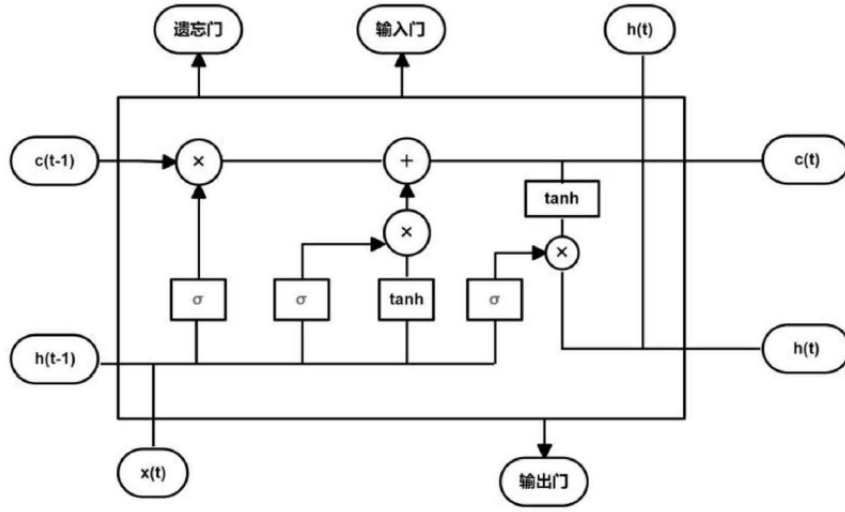 遗忘门
输入门
h(t)
c(t-1)
×
+
c(t)
tanh
×
×
σ
σ
tanh
σ
h(t-1)
h(t)
x(t)
输出门